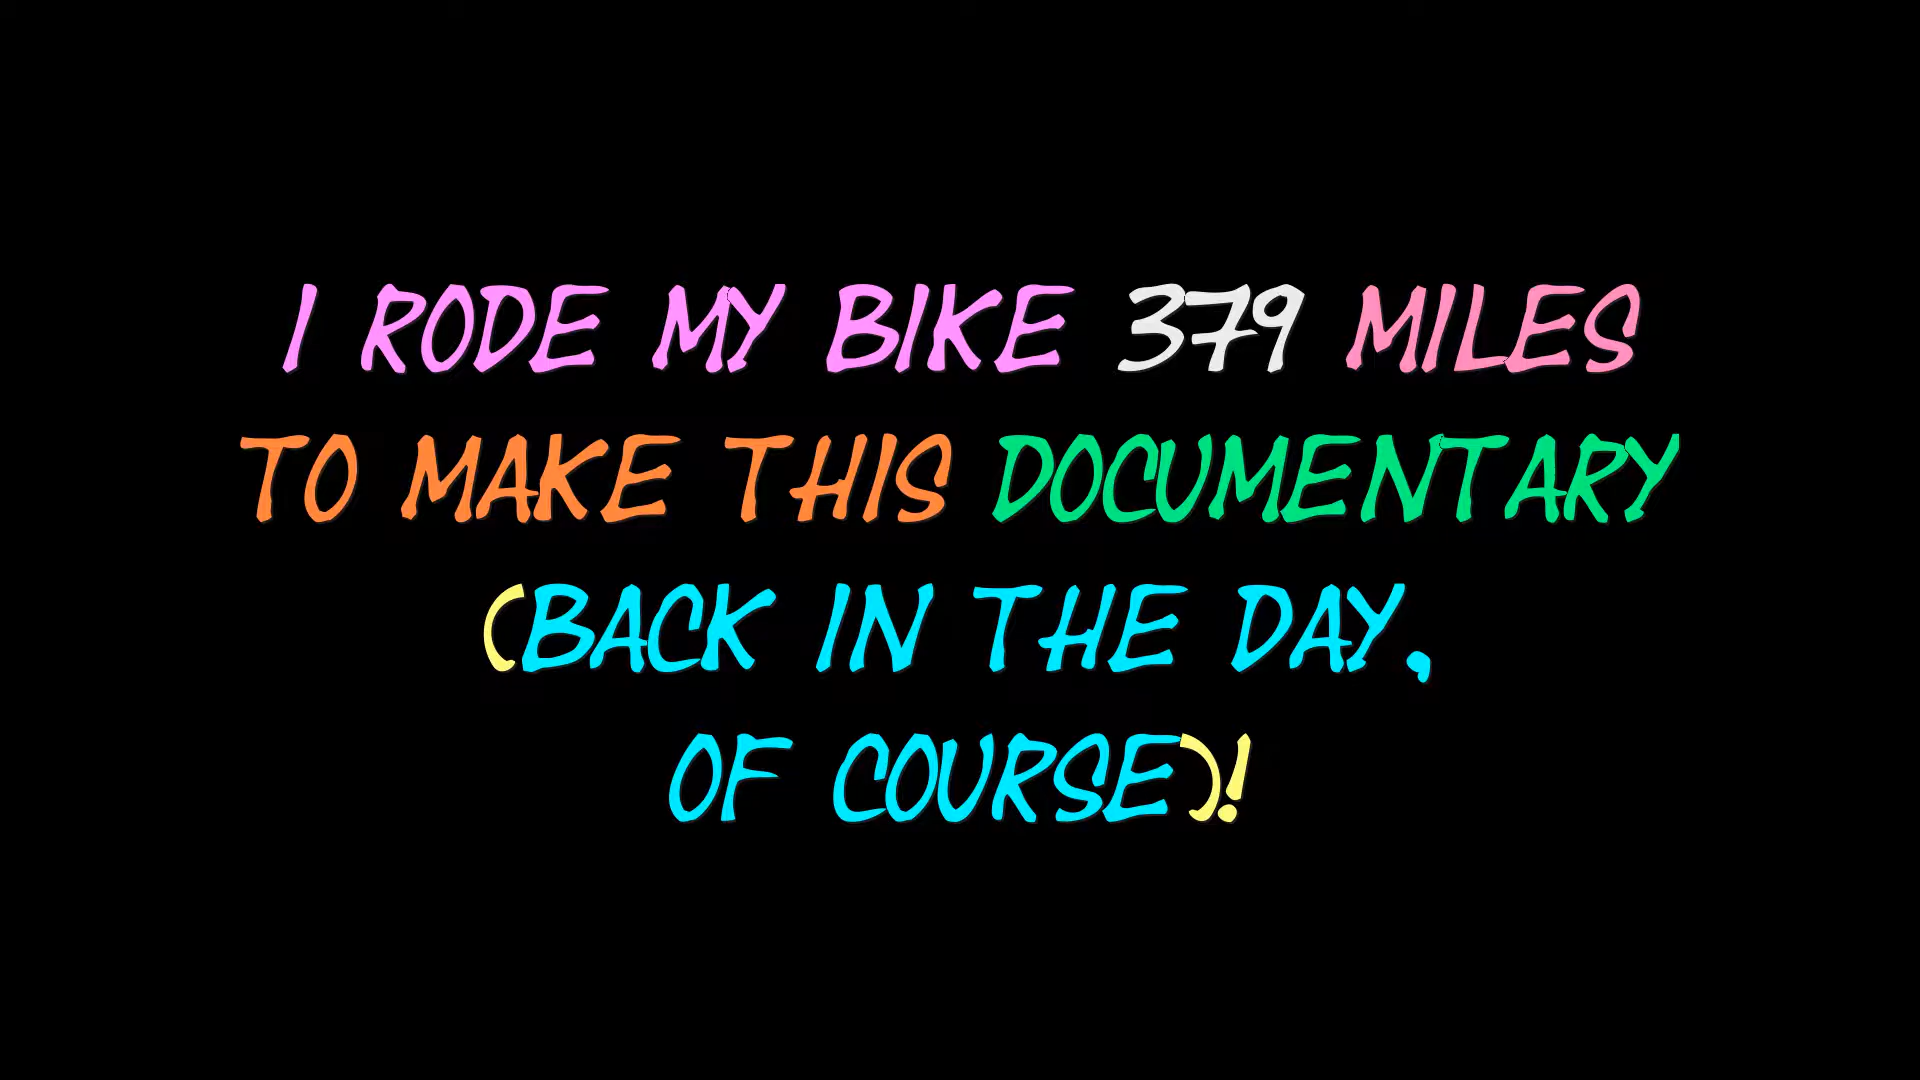 I RODE MY BIKE 379 MILES
TO MAKE THIS DOCUMENTARY
(BACK IN THE DAY,
OF COURSE)!